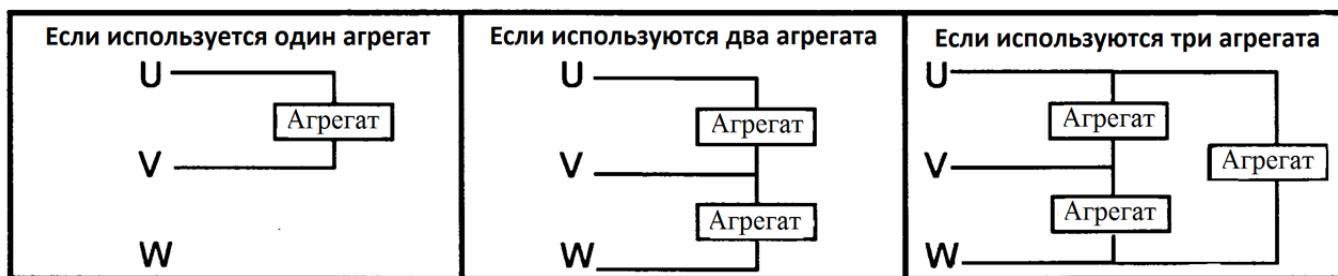 Если используется один агрегат
U
Агрегат
V
W
Если используются два агрегата
U
Агрегат
V
Агрегат
W
Если используются три агрегата
U
Агрегат
V
Агрегат
Агрегат
W